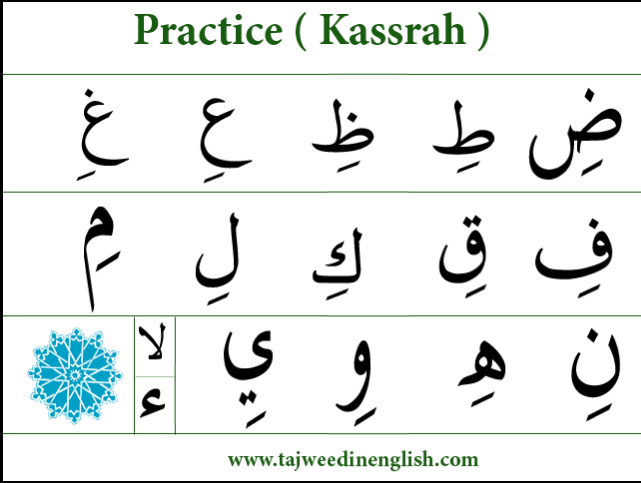 Practice ( Kassrah )
ضِ طِ ظِ عِ غِ
فِ قِ كِ لِ مِ
نِ هِ وِ يِ لا
ء
www.tajweedinenglish.com